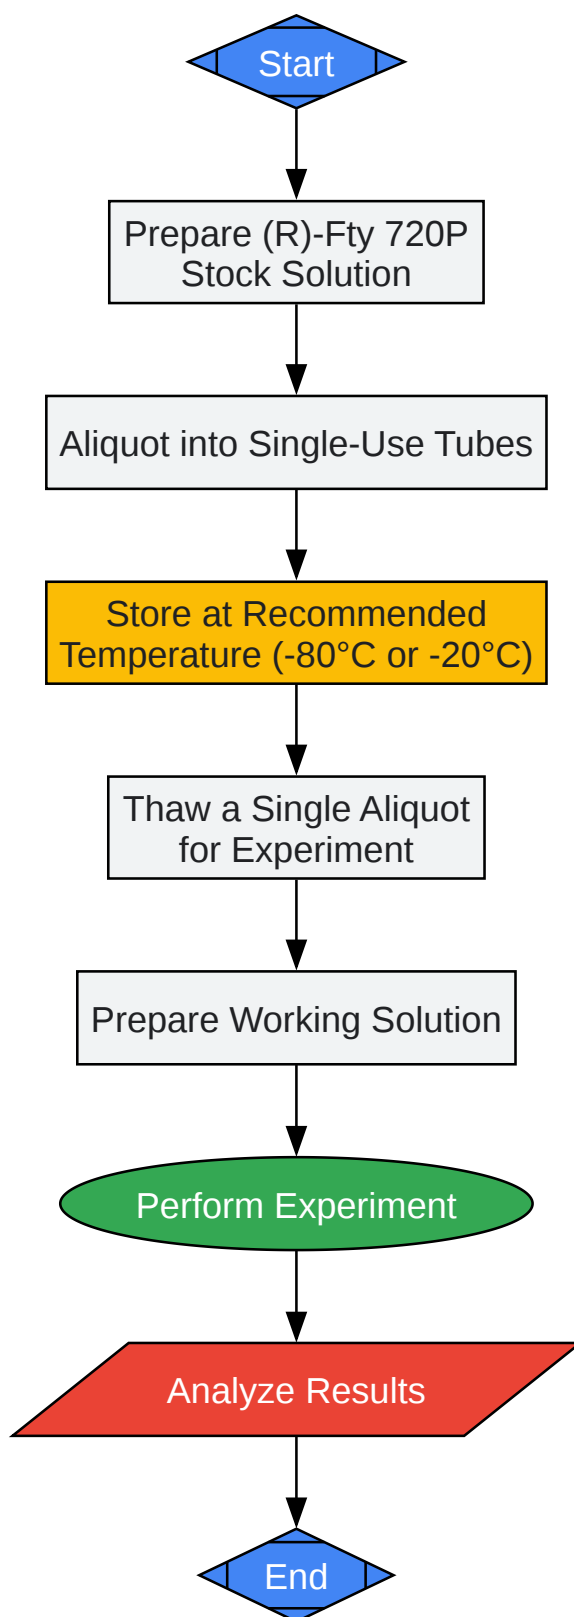 Start
Prepare (R)-Fty 720P
Stock Solution
Aliquot into Single-Use Tubes
Store at Recommended
Temperature (-80°C or -20°C)
Thaw a Single Aliquot
for Experiment
Prepare Working Solution
Perform Experiment
Analyze Results
End